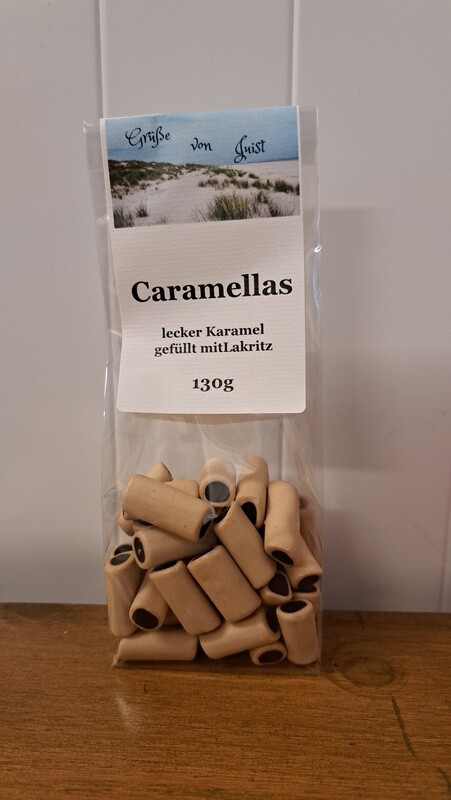 Grüße von Juist
Caramellas
lecker Karamel
gefüllt mitLakritz
130g